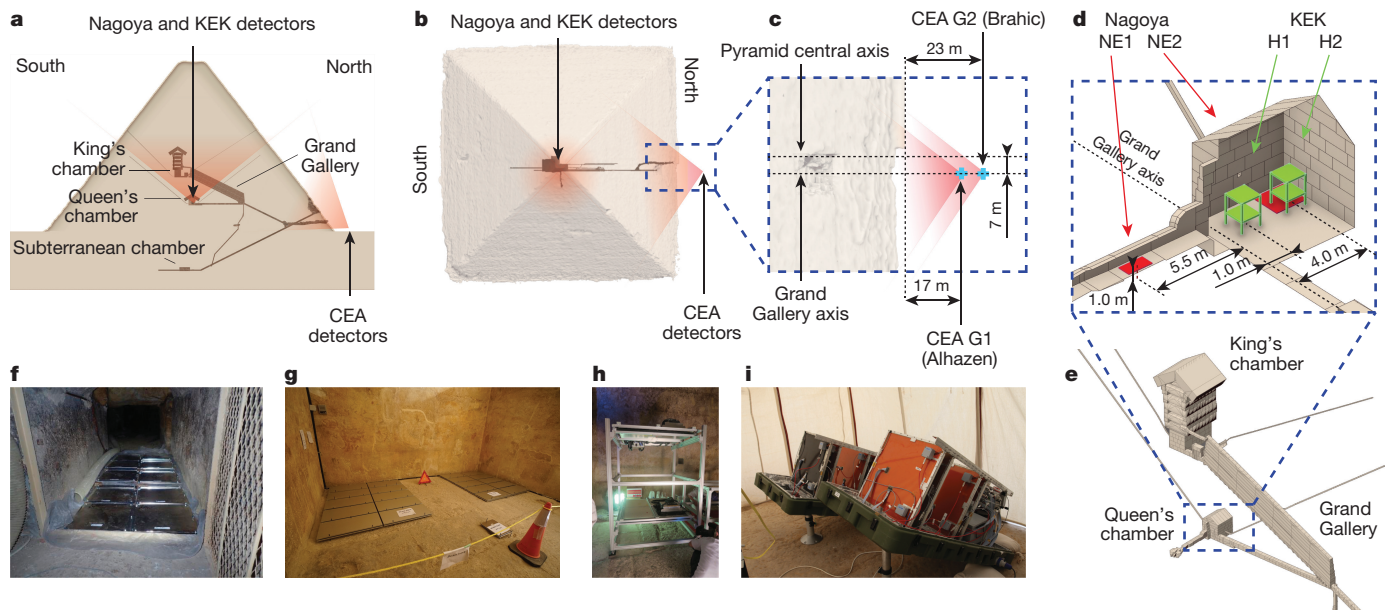 a
Nagoya and KEK detectors
South
North
King's
chamber
Grand
Gallery
Queen's
chamber
Subterranean chamber
CEA
detectors
b
Nagoya and KEK detectors
South
North
CEA
detectors
c
CEA G2 (Brahic)
23 m
Pyramid central axis
7 m
17 m
Grand
Gallery axis
CEA G1
(Alhazen)
d
Nagoya
NE1 NE2
KEK
H1 H2
Grand
Gallery axis
5.5 m
1.0 m
4.0 m
1.0 m
e
King's
chamber
Queen's
chamber
Grand
Gallery
f
g
h
i